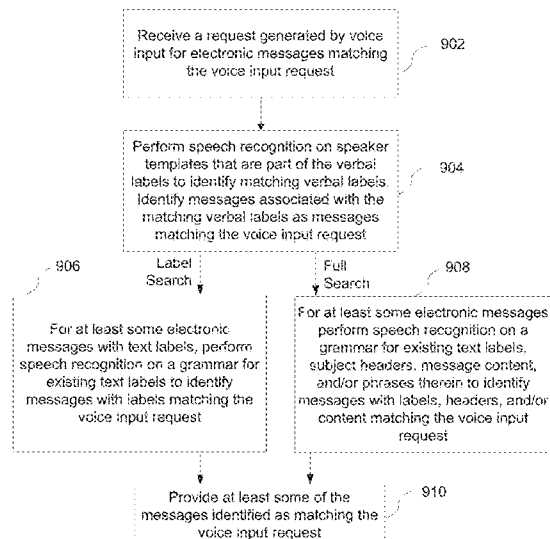 Receive a request generated by voice
input for electronic messages matching
the voice input request
902
Perform speech recognition on speaker
templates that are part of the verbal
labels to identify matching verbal labels.
Identify messages associated with the
matching verbal labels as messages
matching the voice input request
904
Label
Search
Full
Search
906
For at least some electronic
messages with text labels, perform
speech recognition on a grammar for
existing text labels to identify
messages with labels matching the
voice input request
908
For at least some electronic messages
perform speech recognition on a
grammar for existing text labels,
subject headers, message content,
and/or phrases therein to identify
messages with labels, headers, and/or
content matching the voice input
request
Provide at least some of the
messages identified as matching the
voice input request
910